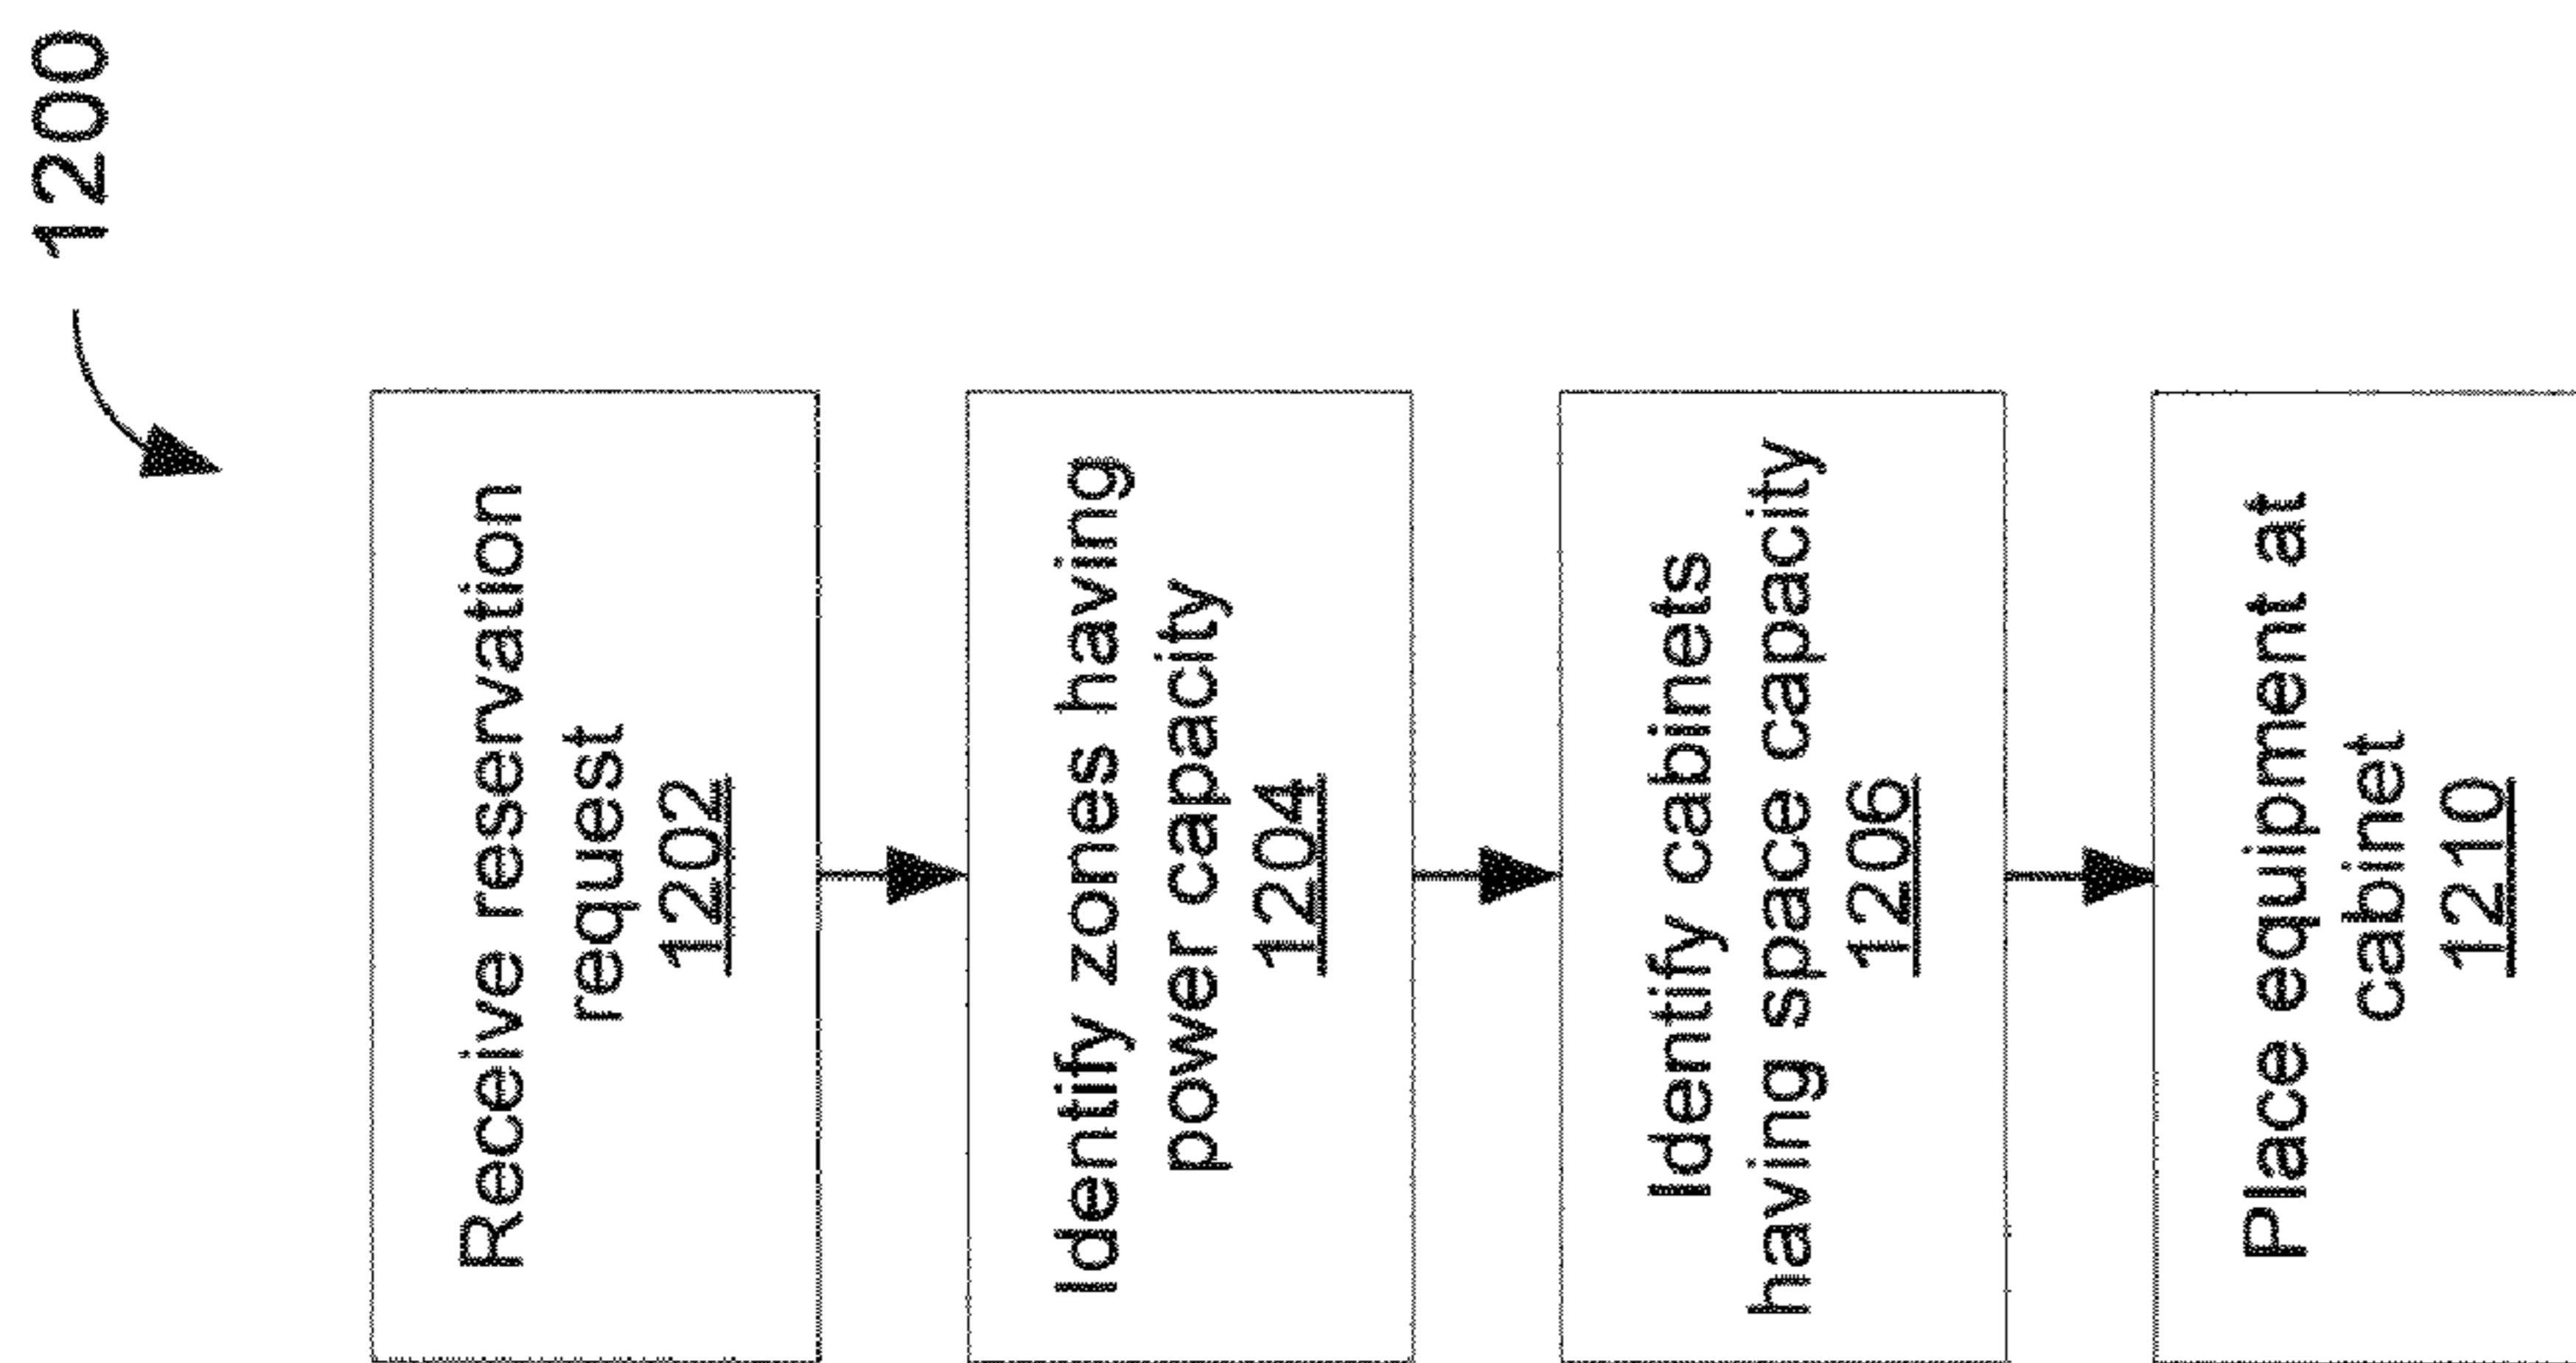 1200
Receive reservation
request
1202
Identify zones having
power capacity
1204
Identify cabinets
having space capacity
1206
Place equipment at
cabinet
1210